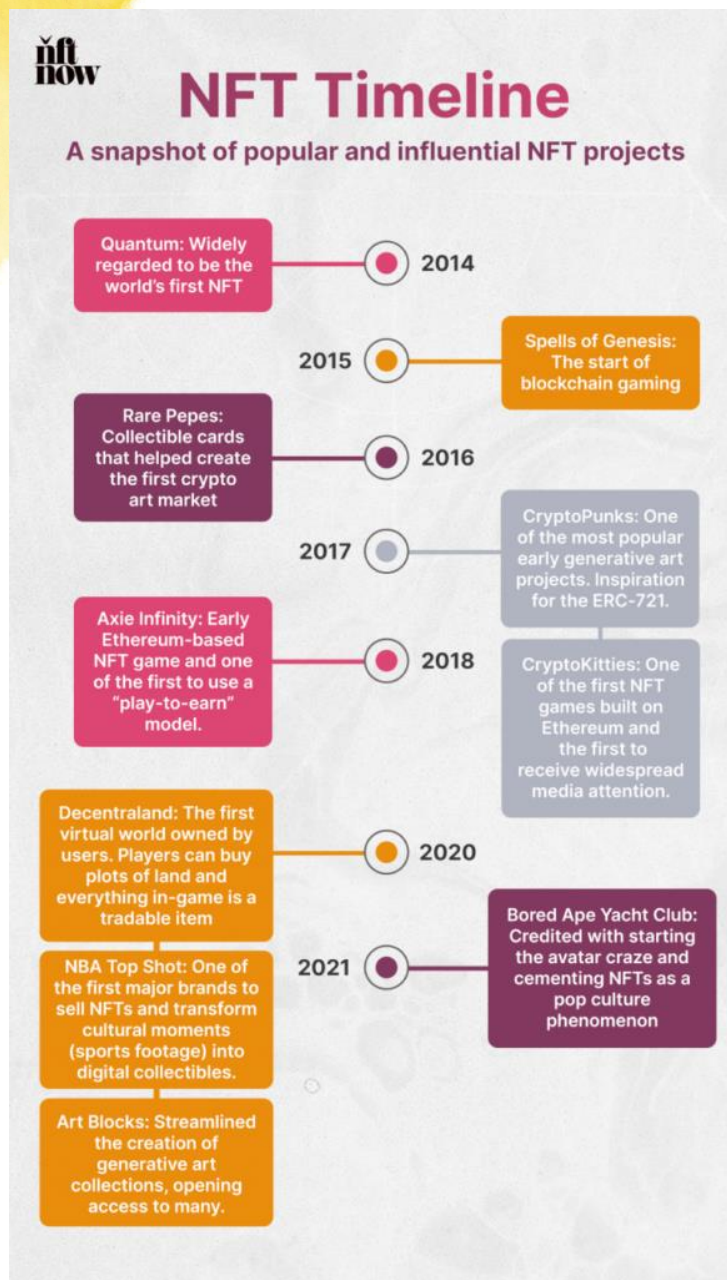 n̆ft
now
NFT Timeline
A snapshot of popular and influential NFT projects
Quantum: Widely
regarded to be the
world's first NFT
2014
2015
Spells of Genesis:
The start of
blockchain gaming
Rare Pepes:
Collectible cards
that helped create
the first crypto
art market
2016
2017
CryptoPunks: One
of the most popular
early generative art
projects. Inspiration
for the ERC-721.
CryptoKitties: One
of the first NFT
games built on
Ethereum and
the first to
receive widespread
media attention.
Axie Infinity: Early
Ethereum-based
NFT game and one
of the first to use a
"play-to-earn"
model.
2018
Decentraland: The first
virtual world owned by
users. Players can buy
plots of land and
everything in-game is a
tradable item
2020
NBA Top Shot: One of
the first major brands to
sell NFTs and transform
cultural moments
(sports footage) into
digital collectibles.
Art Blocks: Streamlined
the creation of
generative art
collections, opening
access to many.
2021
Bored Ape Yacht Club:
Credited with starting
the avatar craze and
cementing NFTs as a
pop culture
phenomenon